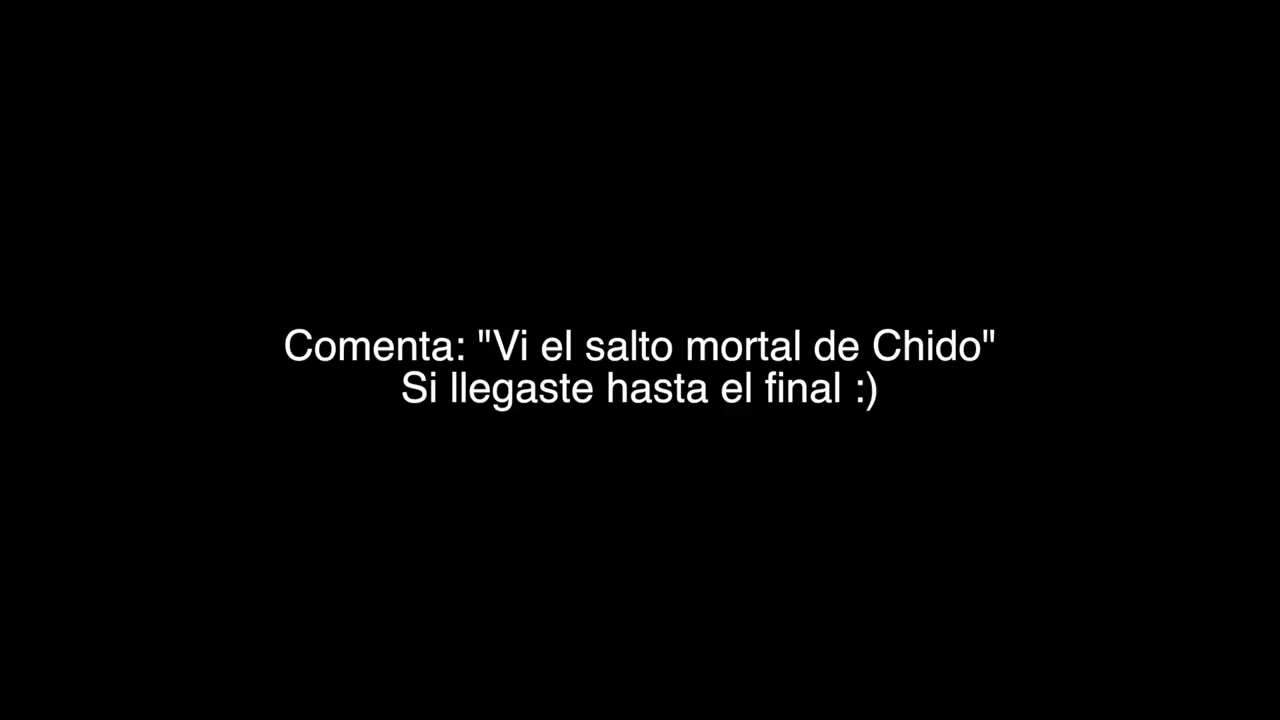 Comenta: "Vi el salto mortal de Chido"
Si llegaste hasta el final :)